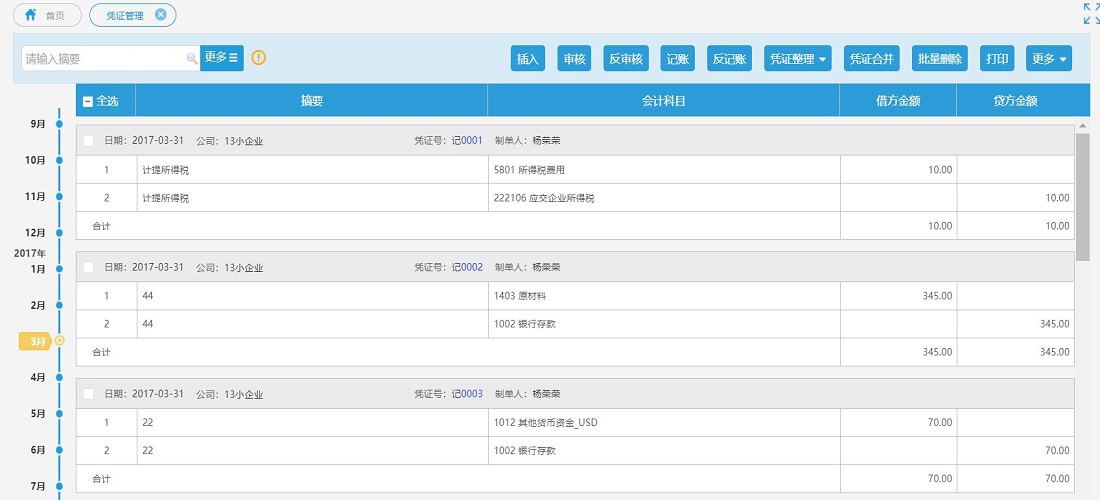 首页 凭证管理
请输入摘要 更多 插入 审核 反审核 记账 反记账 凭证整理 凭证合并 批量删除 打印 更多
全选 摘要 会计科目 借方金额 贷方金额
9月
10月
11月
12月
2017年
1月
2月
3月
4月
5月
6月
7月
日期：2017-03-31 公司：13小企业 凭证号：记0001 制单人：杨荣荣
1 计提所得税 5801 所得税费用 10.00
2 计提所得税 222106 应交企业所得税 10.00
合计 10.00 10.00
日期：2017-03-31 公司：13小企业 凭证号：记0002 制单人：杨荣荣
1 44 1403 原材料 345.00
2 44 1002 银行存款 345.00
合计 345.00 345.00
日期：2017-03-31 公司：13小企业 凭证号：记0003 制单人：杨荣荣
1 22 1012 其他货币资金_USD 70.00
2 22 1002 银行存款 70.00
合计 70.00 70.00